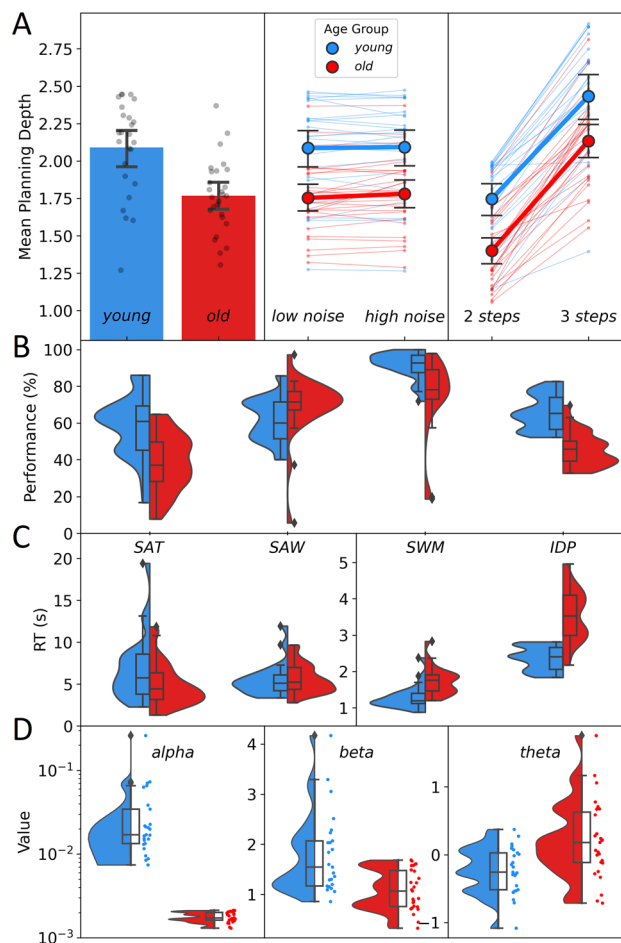 A
Mean Planning Depth
2.75
2.50
2.25
2.00
1.75
1.50
1.25
1.00
young
old
Age Group
young
old
low noise
high noise
2 steps
3 steps
B
Performance (%)
100
80
60
40
20
0
C
SAT
SAW
SWM
IDP
RT (s)
20
15
10
5
0
5
4
3
2
1
D
alpha
beta
theta
Value
10⁻¹
10⁻²
10⁻³
4
3
2
1
1
0
−1